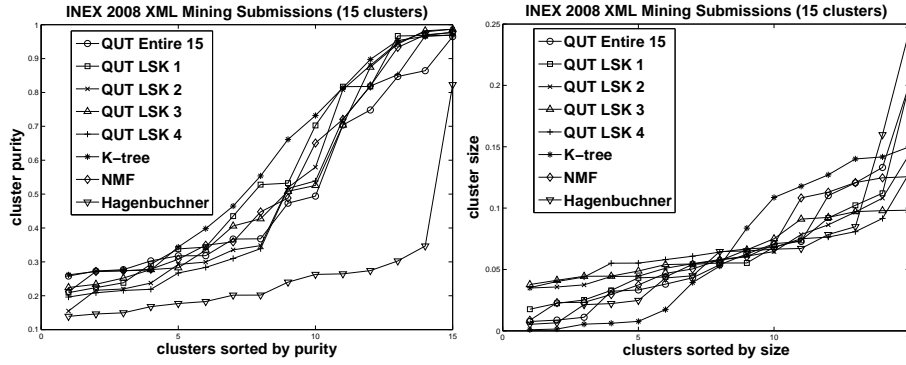 INEX 2008 XML Mining Submissions (15 clusters)
1
0.9
0.8
0.7
0.6
0.5
0.4
0.3
0.2
0.1
cluster purity
QUT Entire 15
QUT LSK 1
QUT LSK 2
QUT LSK 3
QUT LSK 4
K-tree
NMF
Hagenbuchner
0
5
10
15
clusters sorted by purity
INEX 2008 XML Mining Submissions (15 clusters)
0.25
0.2
0.15
0.1
0.05
0
cluster size
QUT Entire 15
QUT LSK 1
QUT LSK 2
QUT LSK 3
QUT LSK 4
K-tree
NMF
Hagenbuchner
0
5
10
15
clusters sorted by size